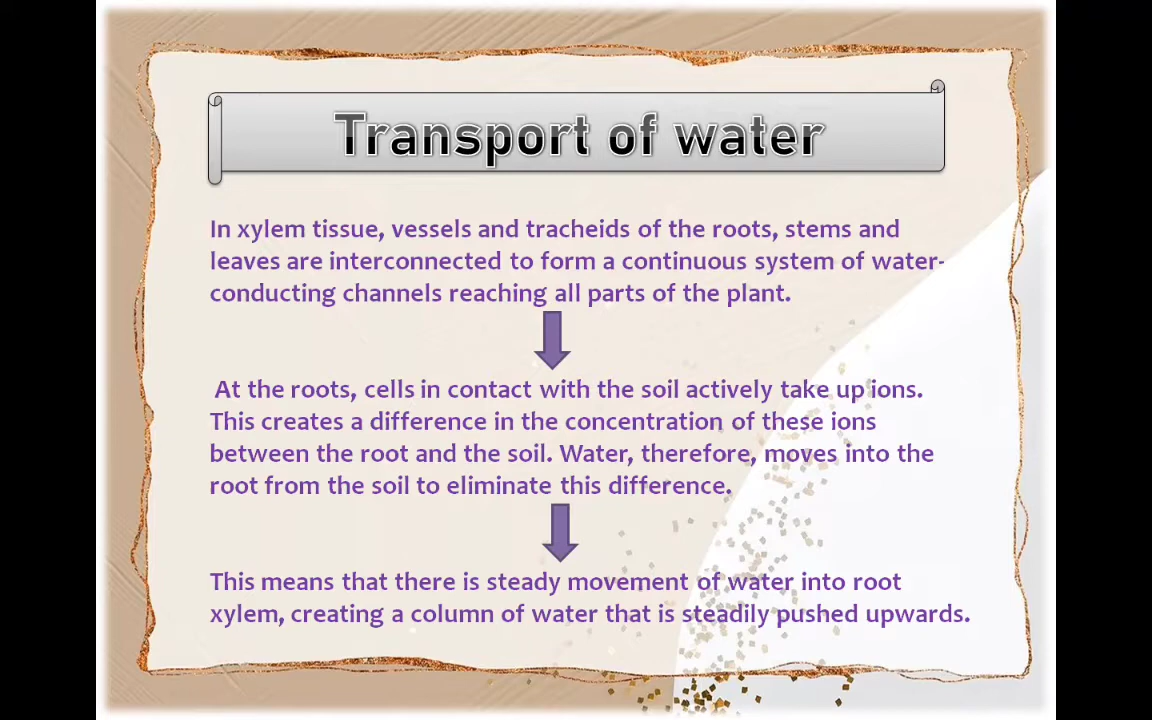 Transport of water
In xylem tissue, vessels and tracheids of the roots, stems and
leaves are interconnected to form a continuous system of water-
conducting channels reaching all parts of the plant.
At the roots, cells in contact with the soil actively take up ions.
This creates a difference in the concentration of these ions
between the root and the soil. Water, therefore, moves into the
root from the soil to eliminate this difference.
This means that there is steady movement of water into root
xylem, creating a column of water that is steadily pushed upwards.